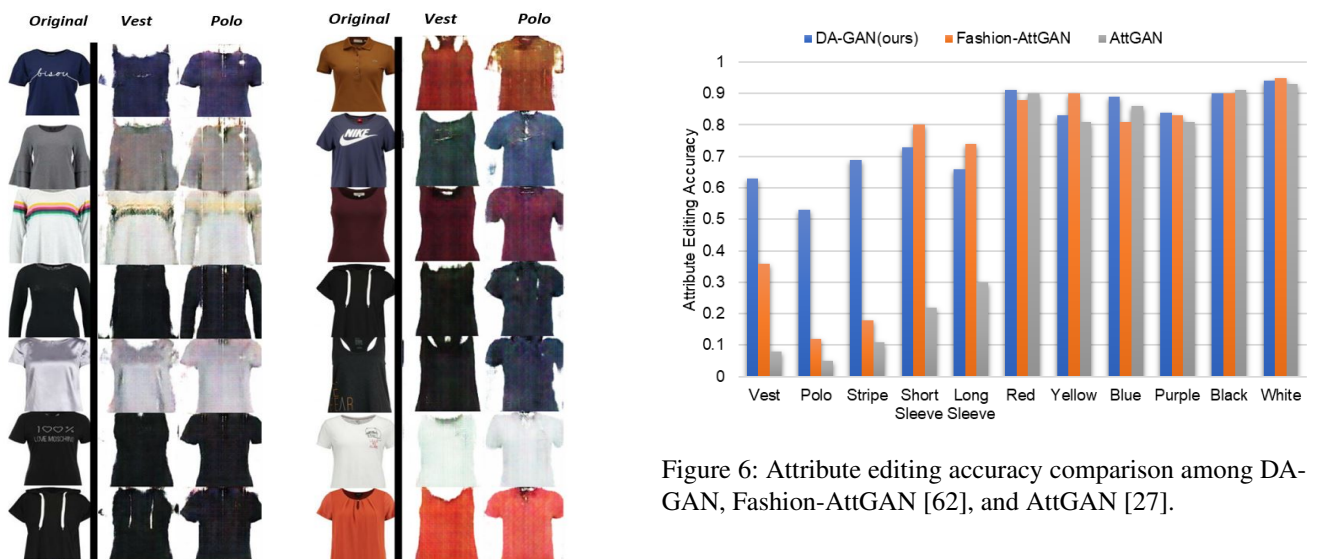 Original Vest Polo
Original Vest Polo
bisou
NIKE
1♡♡%
LOVE MOSCHINO
DA-GAN(ours) Fashion-AttGAN AttGAN
Attribute Editing Accuracy
1
0.9
0.8
0.7
0.6
0.5
0.4
0.3
0.2
0.1
0
Vest Polo Stripe Short Long Red Yellow Blue Purple Black White
Sleeve Sleeve
Figure 6: Attribute editing accuracy comparison among DA-
GAN, Fashion-AttGAN [62], and AttGAN [27].